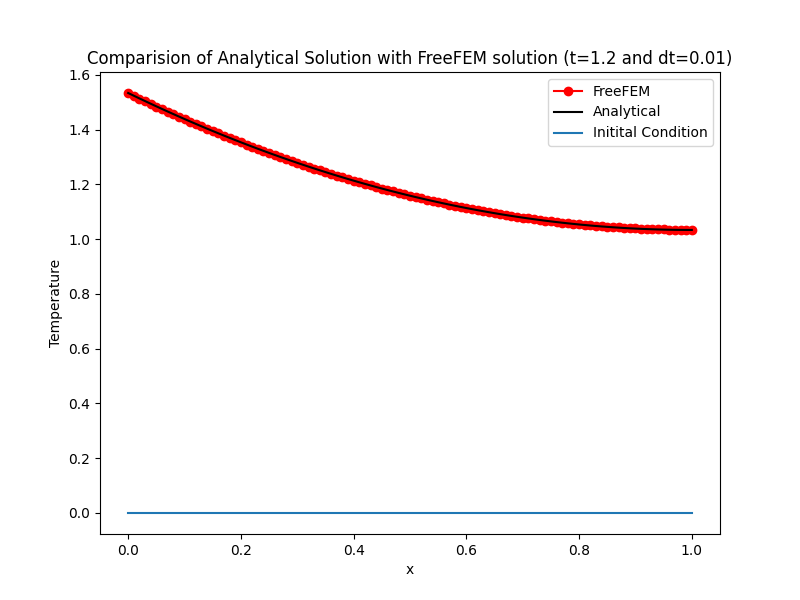 Comparision of Analytical Solution with FreeFEM solution (t=1.2 and dt=0.01)
1.6
1.4
1.2
1.0
0.8
0.6
0.4
0.2
0.0
Temperature
FreeFEM
Analytical
Initital Condition
0.0 0.2 0.4 0.6 0.8 1.0
x